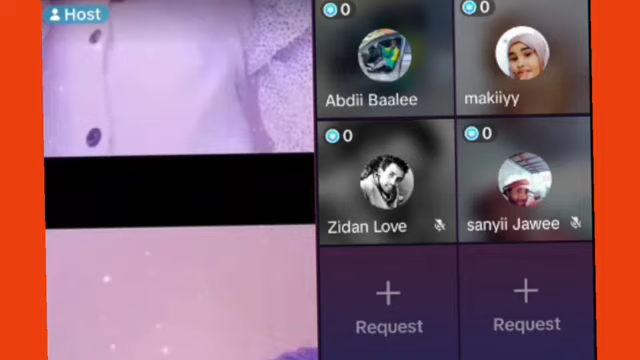 Host
0
0
Abdii Baalee
makiiyy
0
0
Zidan Love
sanyii Jawee
Request
Request